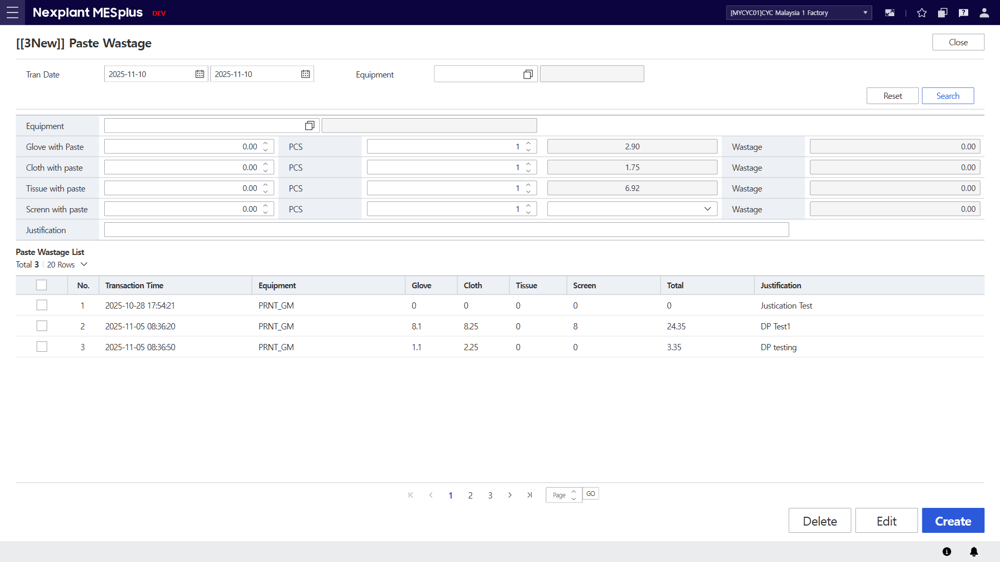 Nexplant MESplus DEV [MYCYC01]CYC Malaysia 1 Factory
[[3New]] Paste Wastage Close
Tran Date 2025-11-10 2025-11-10 Equipment
Reset Search
Equipment
Glove with Paste 0.00 PCS 1 2.90 Wastage 0.00
Cloth with paste 0.00 PCS 1 1.75 Wastage 0.00
Tissue with paste 0.00 PCS 1 6.92 Wastage 0.00
Screnn with paste 0.00 PCS 1 Wastage 0.00
Justification
Paste Wastage List
Total 3 20 Rows
No. Transaction Time Equipment Glove Cloth Tissue Screen Total Justification
1 2025-10-28 17:54:21 PRNT_GM 0 0 0 0 0 Justication Test
2 2025-11-05 08:36:20 PRNT_GM 8.1 8.25 0 8 24.35 DP Test1
3 2025-11-05 08:36:50 PRNT_GM 1.1 2.25 0 0 3.35 DP testing
1 2 3 Page GO
Delete Edit Create